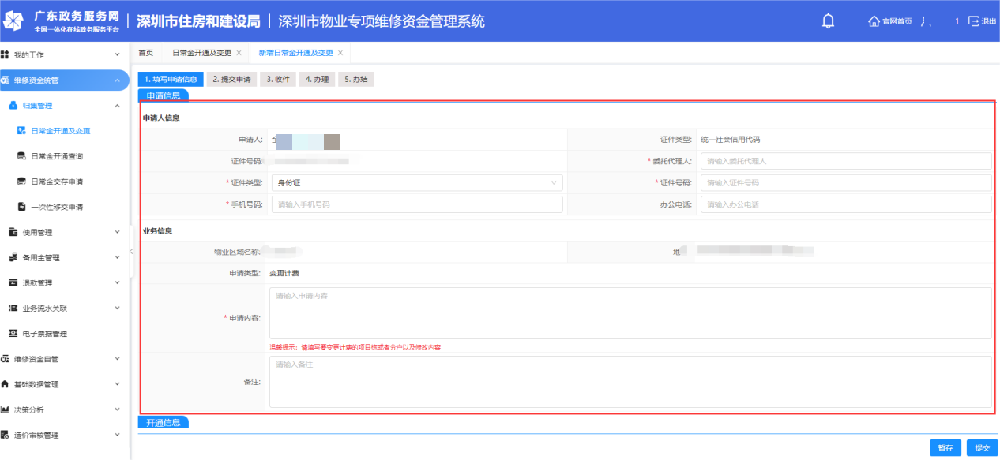 广东政务服务网
全国一体化在线政务服务平台
深圳市住房和建设局
深圳市物业专项维修资金管理系统
官网首页
1
退出
我的工作
维修资金统管
归集管理
日常金开通及变更
日常金开通查询
日常金交存申请
一次性移交申请
使用管理
备用金管理
退款管理
业务流水关联
电子票据管理
维修资金自管
基础数据管理
决策分析
造价审核管理
首页
日常金开通及变更 ×
新增日常金开通及变更 ×
1. 填写申请信息
2. 提交申请
3. 收件
4. 办理
5. 办结
申请信息
申请人信息
申请人:
证件类型: 统一社会信用代码
证件号码:
* 委托代理人: 请输入委托代理人
* 证件类型: 身份证
* 证件号码: 请输入证件号码
* 手机号码: 请输入手机号码
办公电话: 请输入办公电话
业务信息
物业区域名称:
地
申请类型: 变更计费
* 申请内容: 请输入申请内容
温馨提示：请填写要变更计费的项目栋或者分户以及修改内容
备注: 请输入备注
开通信息
暂存
提交